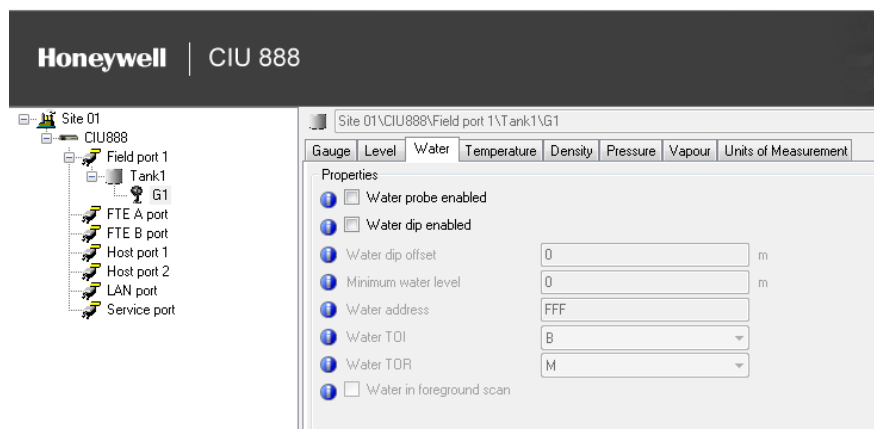 Honeywell | CIU 888
Site 01
CIU888
Field port 1
Tank1
G1
FTE A port
FTE B port
Host port 1
Host port 2
LAN port
Service port
Site 01\CIU888\Field port 1\Tank1\G1
Gauge Level Water Temperature Density Pressure Vapour Units of Measurement
Properties
Water probe enabled
Water dip enabled
Water dip offset 0 m
Minimum water level 0 m
Water address FFF
Water TOI B
Water TOR M
Water in foreground scan